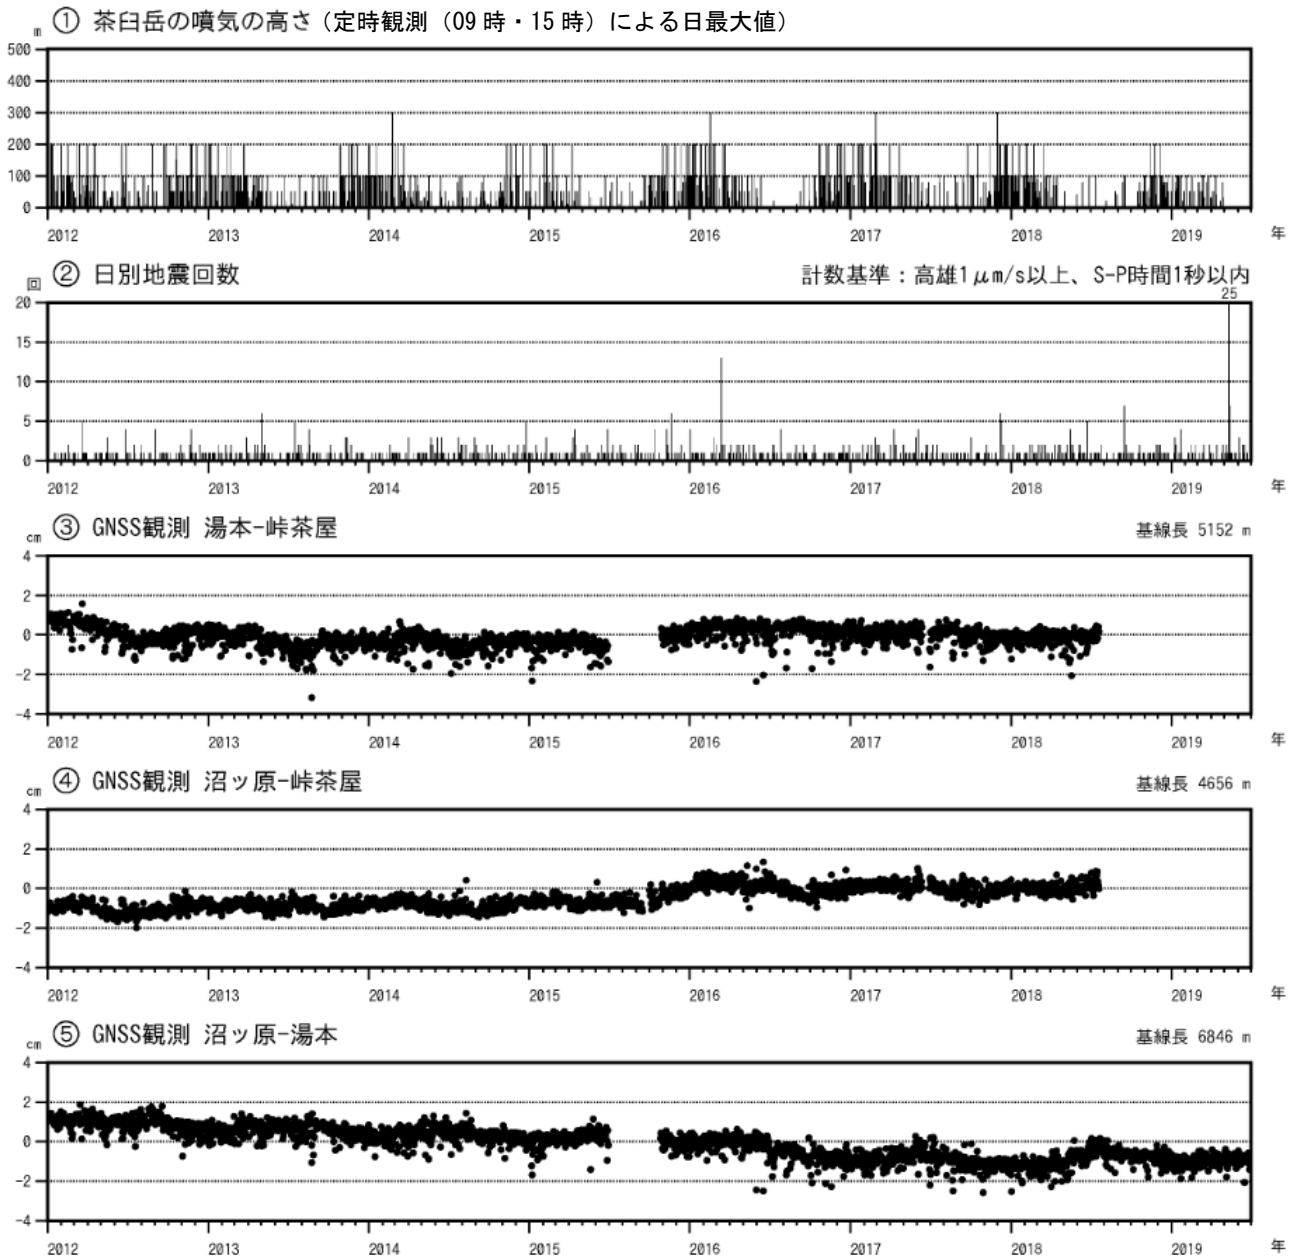 ① 茶臼岳の噴気の高さ（定時観測（09時・15時）による日最大値）
m
500
400
300
200
100
0
2012 2013 2014 2015 2016 2017 2018 2019 年
② 日別地震回数 計数基準：高雄1μm/s以上、S-P時間1秒以内
回
25
20
15
10
5
0
2012 2013 2014 2015 2016 2017 2018 2019 年
③ GNSS観測 湯本-峠茶屋 基線長 5152 m
cm
4
2
0
-2
-4
2012 2013 2014 2015 2016 2017 2018 2019 年
④ GNSS観測 沼ッ原-峠茶屋 基線長 4656 m
cm
4
2
0
-2
-4
2012 2013 2014 2015 2016 2017 2018 2019 年
⑤ GNSS観測 沼ッ原-湯本 基線長 6846 m
cm
4
2
0
-2
-4
2012 2013 2014 2015 2016 2017 2018 2019 年